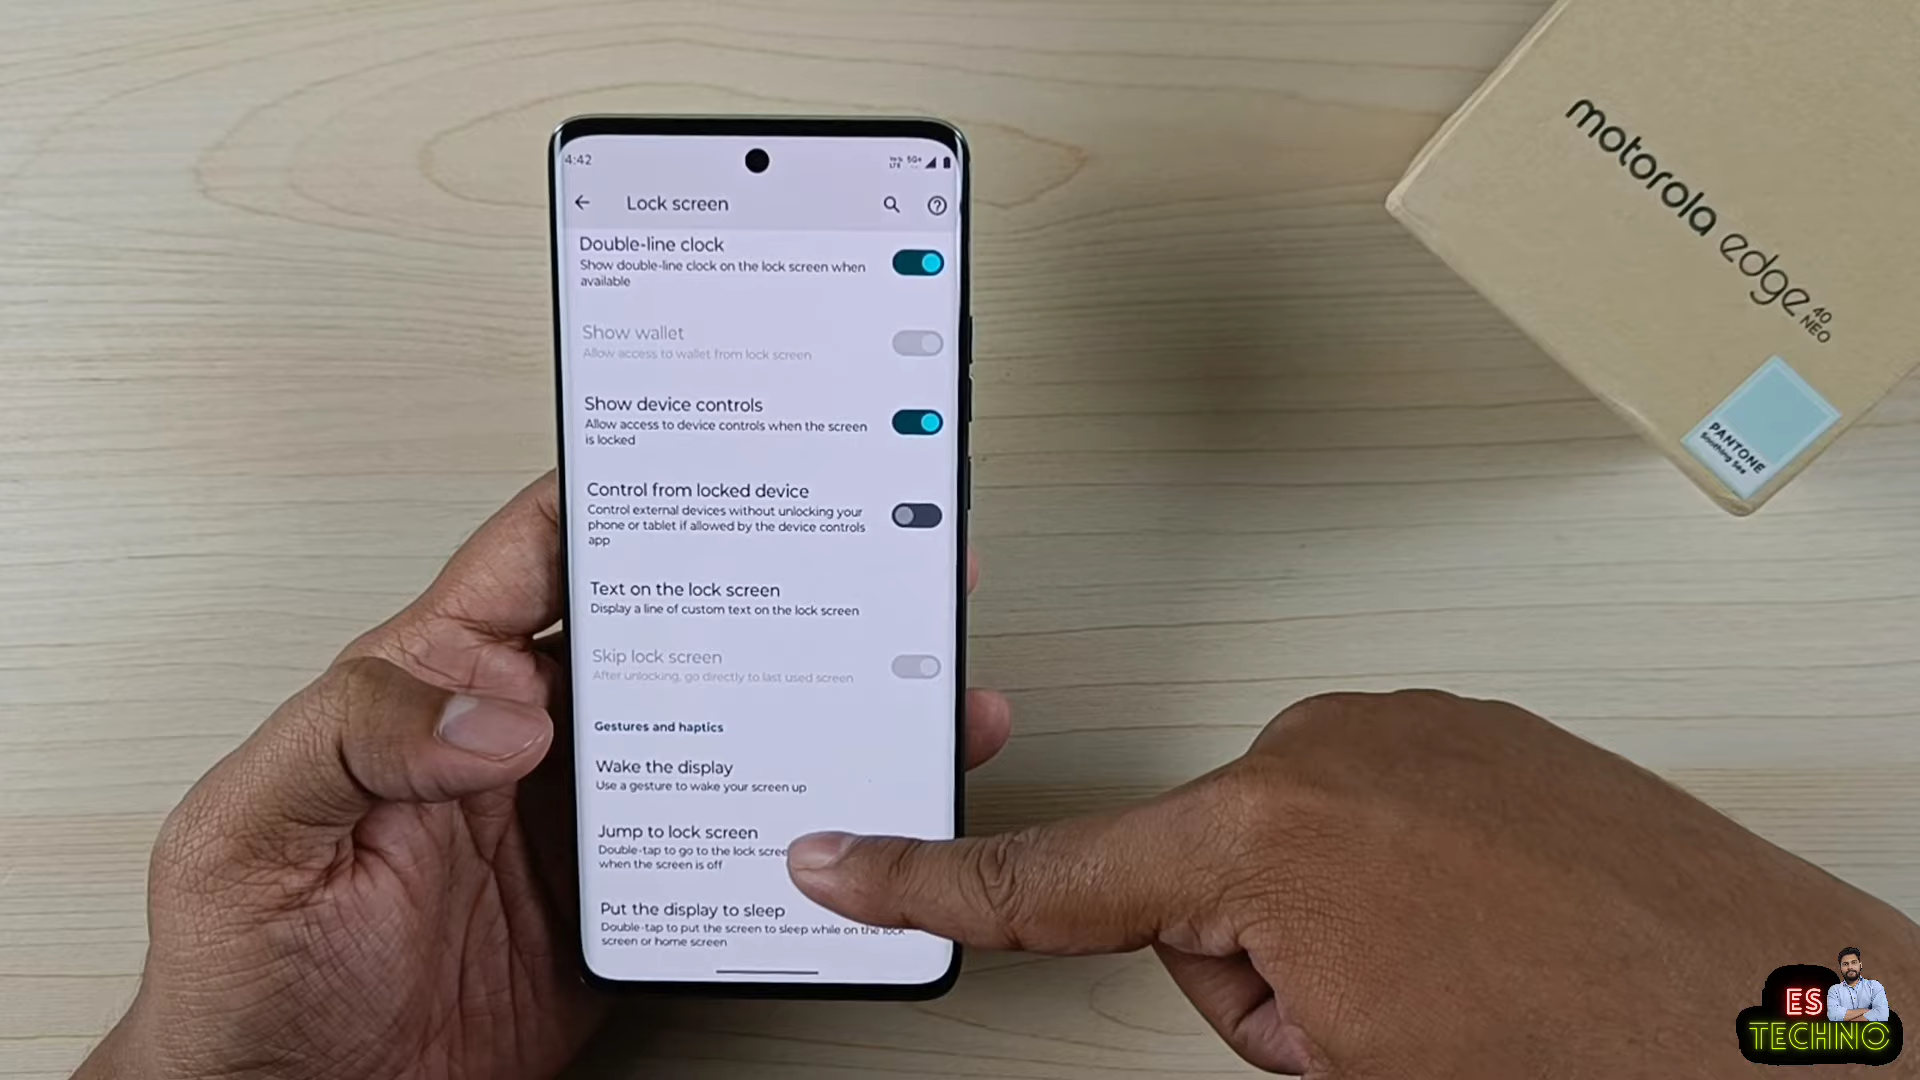 4:42
5G+
LTE
Lock screen
Double-line clock
Show double-line clock on the lock screen when
available
Show wallet
Allow access to wallet from lock screen
Show device controls
Allow access to device controls when the screen
is locked
Control from locked device
Control external devices without unlocking your
phone or tablet if allowed by the device controls
app
Text on the lock screen
Display a line of custom text on the lock screen
Skip lock screen
After unlocking, go directly to last used screen
Gestures and haptics
Wake the display
Use a gesture to wake your screen up
Jump to lock screen
Double-tap to go to the lock scree
when the screen is off
Put the display to sleep
Double-tap to put the screen to sleep while on the lock
screen or home screen
motorola edge 40
NEO
PANTONE
Soothing Sea
ES
TECHNO